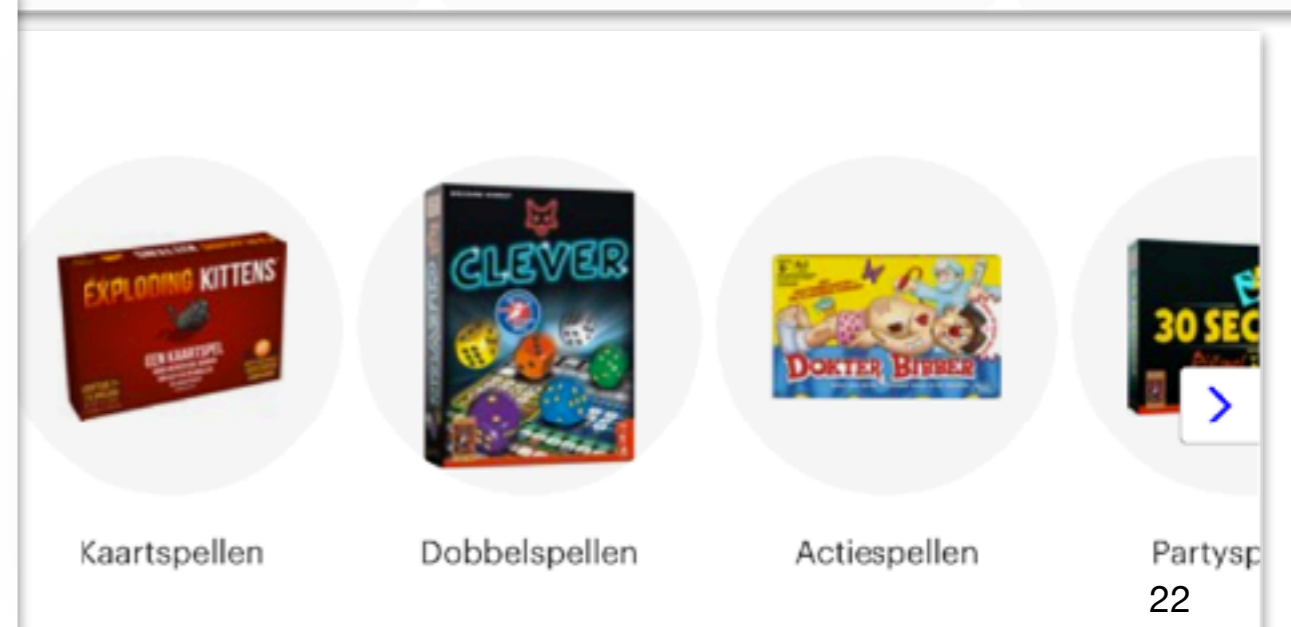 EXPLODING KITTENS
EEN KAARTSPEL
CLEVER
DOKTER BIBBER
30 SEC
Kaartspellen
Dobbelspellen
Actiespellen
Partysp
22